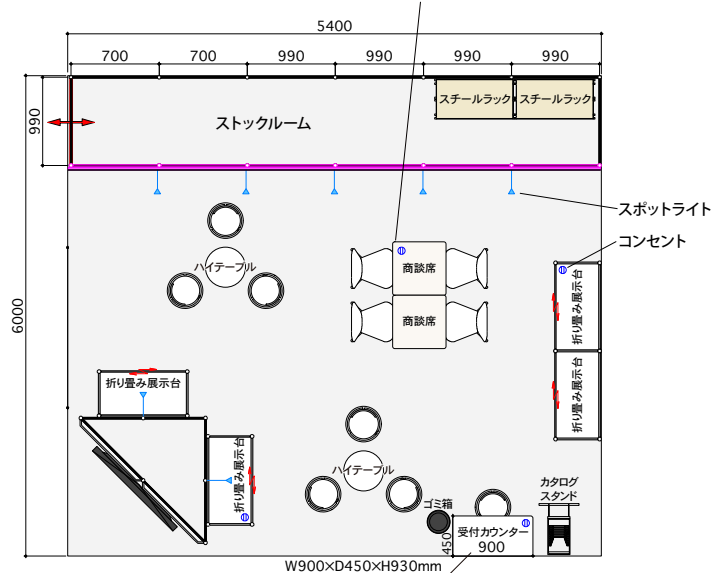 5400
700
700
990
990
990
990
990
スチールラック
スチールラック
ストックルーム
スポットライト
コンセント
ハイテーブル
商談席
商談席
6000
折り畳み展示台
折り畳み展示台
折り畳み展示台
折り畳み展示台
ハイテーブル
ゴミ箱
カタログ
スタンド
受付カウンター
450
900
W900×D450×H930mm